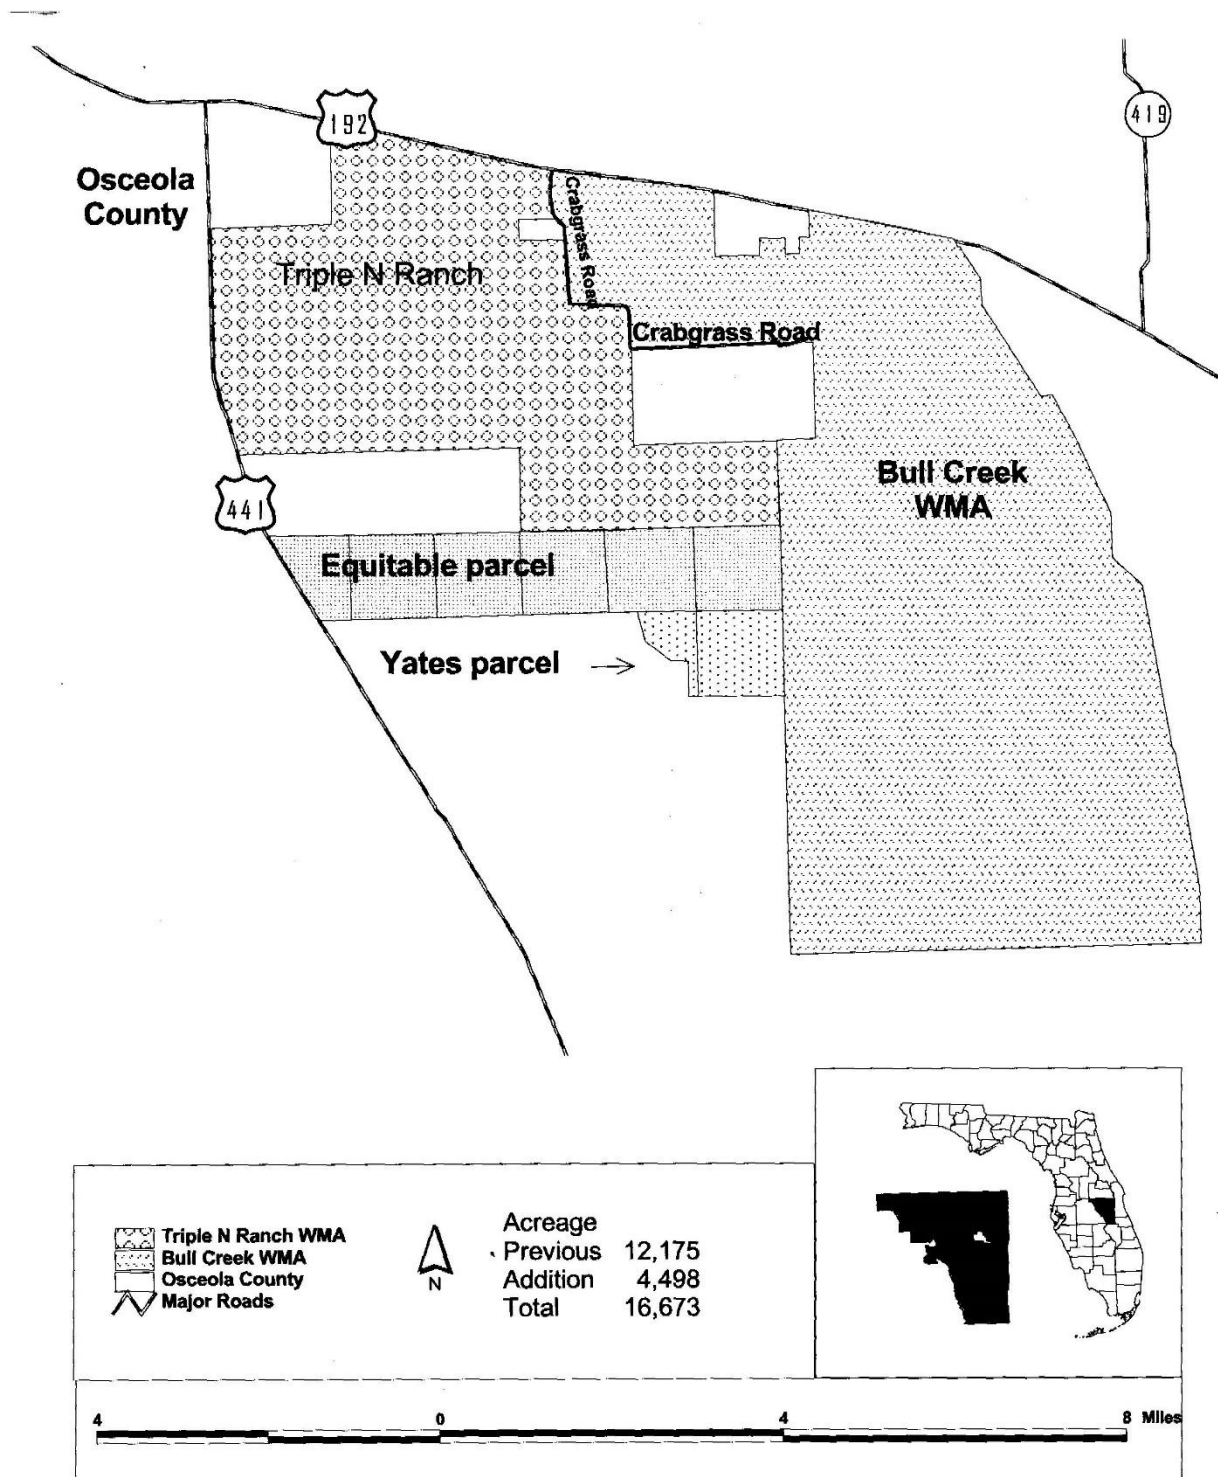 192
419
Osceola
County
Crabgrass Road
Triple N Ranch
Crabgrass Road
Bull Creek
WMA
441
Equitable parcel
Yates parcel
Triple N Ranch WMA
Bull Creek WMA
Osceola County
Major Roads
N
Acreage
Previous 12,175
Addition 4,498
Total 16,673
4 0 4 8 Miles